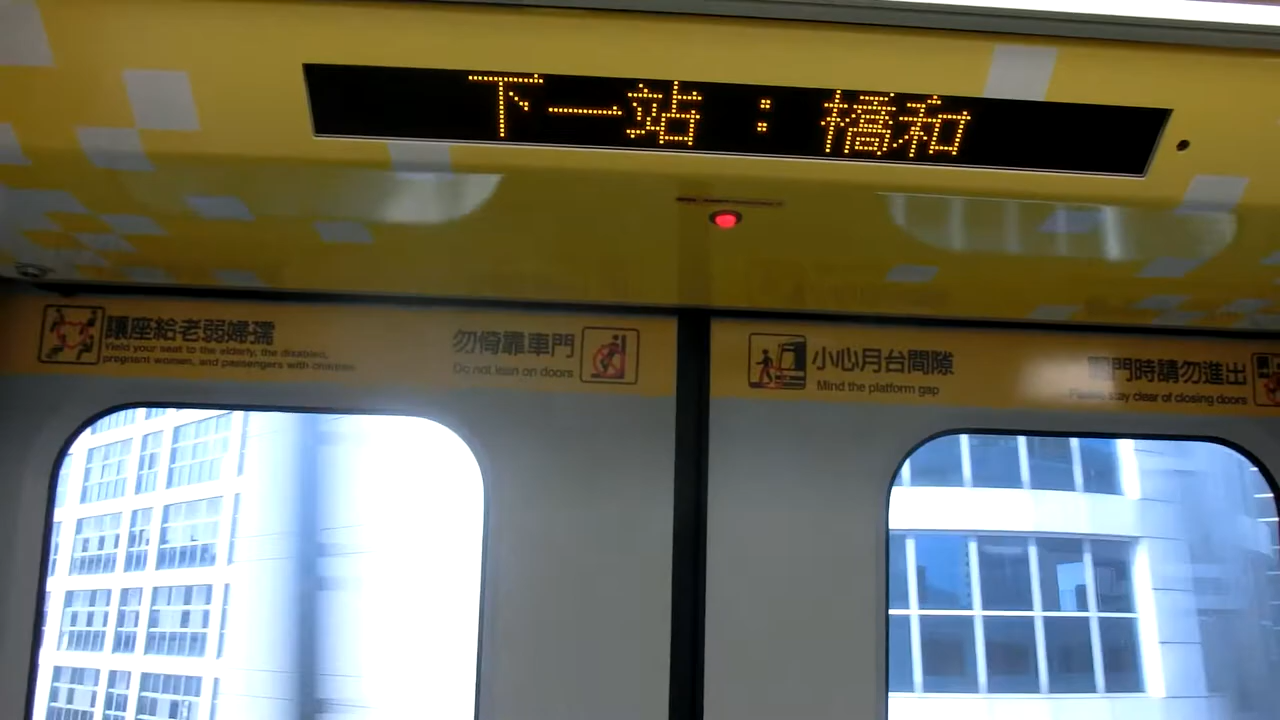 下一站：橋和
讓座給老弱婦孺
Yield your seat to the elderly, the disabled,
pregnant women, and passengers with children
勿倚靠車門
Do not lean on doors
小心月台間隙
Mind the platform gap
關門時請勿進出
Please stay clear of closing doors